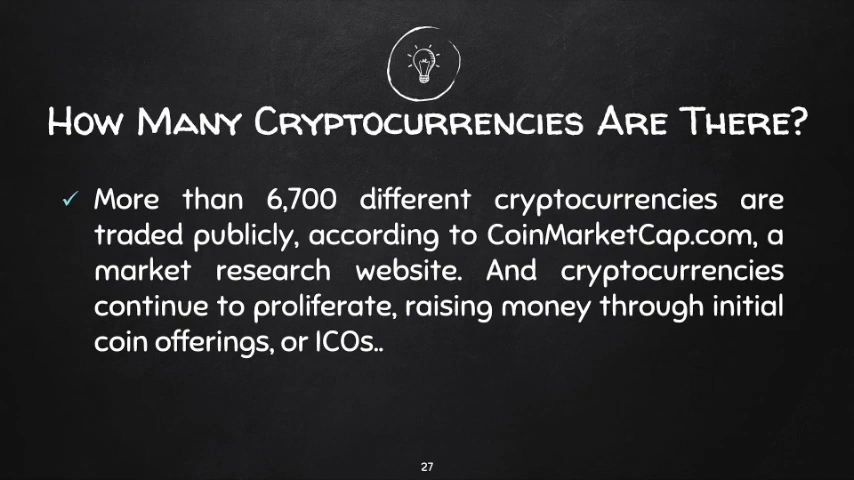 How Many Cryptocurrencies Are There?
More than 6,700 different cryptocurrencies are
traded publicly, according to CoinMarketCap.com, a
market research website. And cryptocurrencies
continue to proliferate, raising money through initial
coin offerings, or ICOs..
27